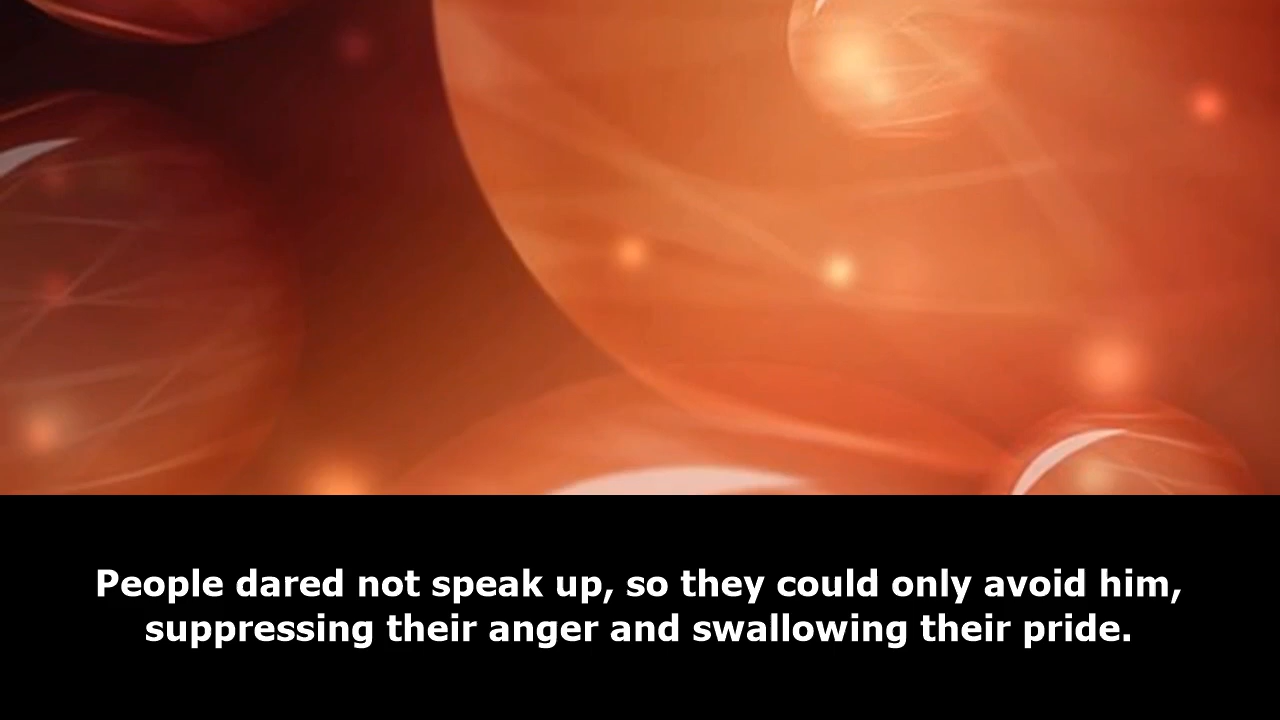 People dared not speak up, so they could only avoid him,
suppressing their anger and swallowing their pride.